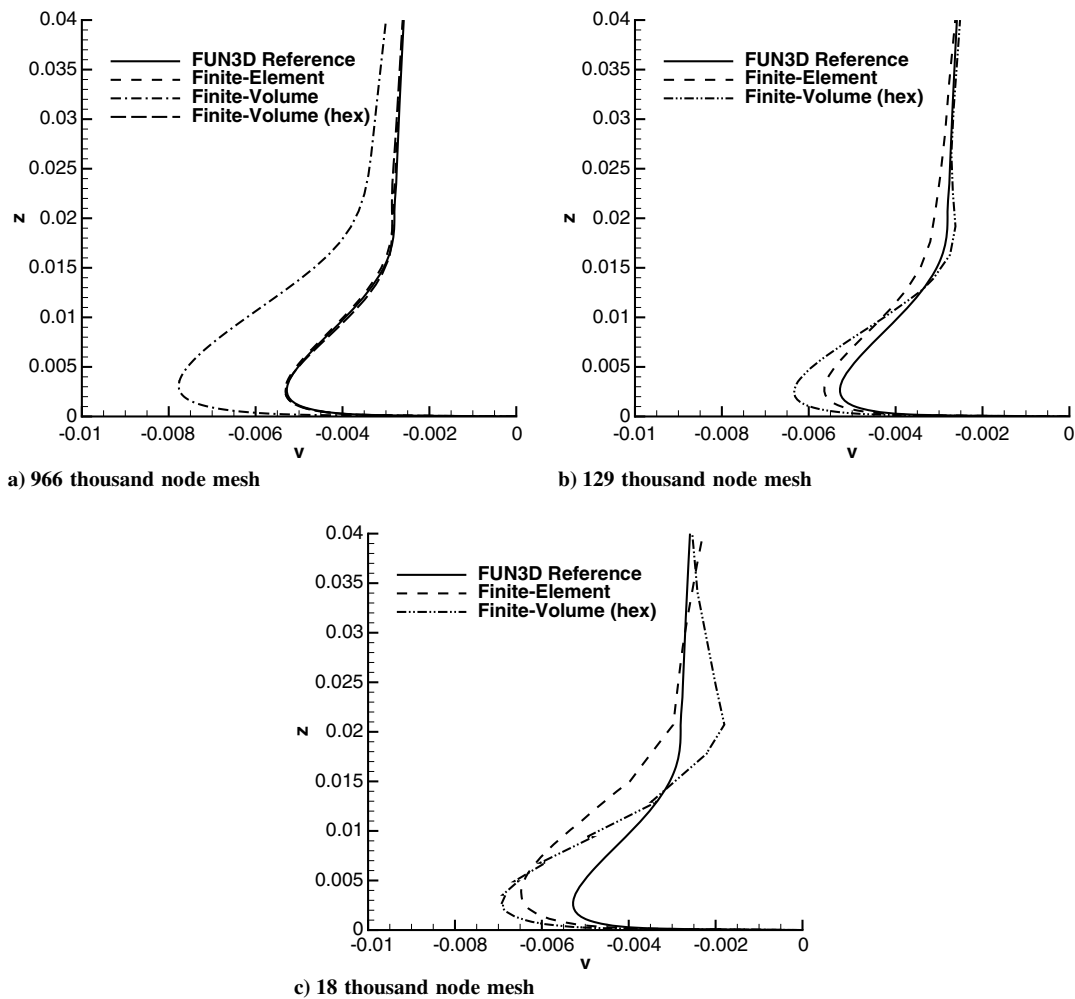 0.04
0.035
0.03
0.025
z 0.02
0.015
0.01
0.005
0
-0.01 -0.008 -0.006 -0.004 -0.002 0
v
FUN3D Reference
Finite-Element
Finite-Volume
Finite-Volume (hex)
a) 966 thousand node mesh
0.04
0.035
0.03
0.025
z 0.02
0.015
0.01
0.005
0
-0.01 -0.008 -0.006 -0.004 -0.002 0
v
FUN3D Reference
Finite-Element
Finite-Volume (hex)
b) 129 thousand node mesh
0.04
0.035
0.03
0.025
z 0.02
0.015
0.01
0.005
0
-0.01 -0.008 -0.006 -0.004 -0.002 0
v
FUN3D Reference
Finite-Element
Finite-Volume (hex)
c) 18 thousand node mesh